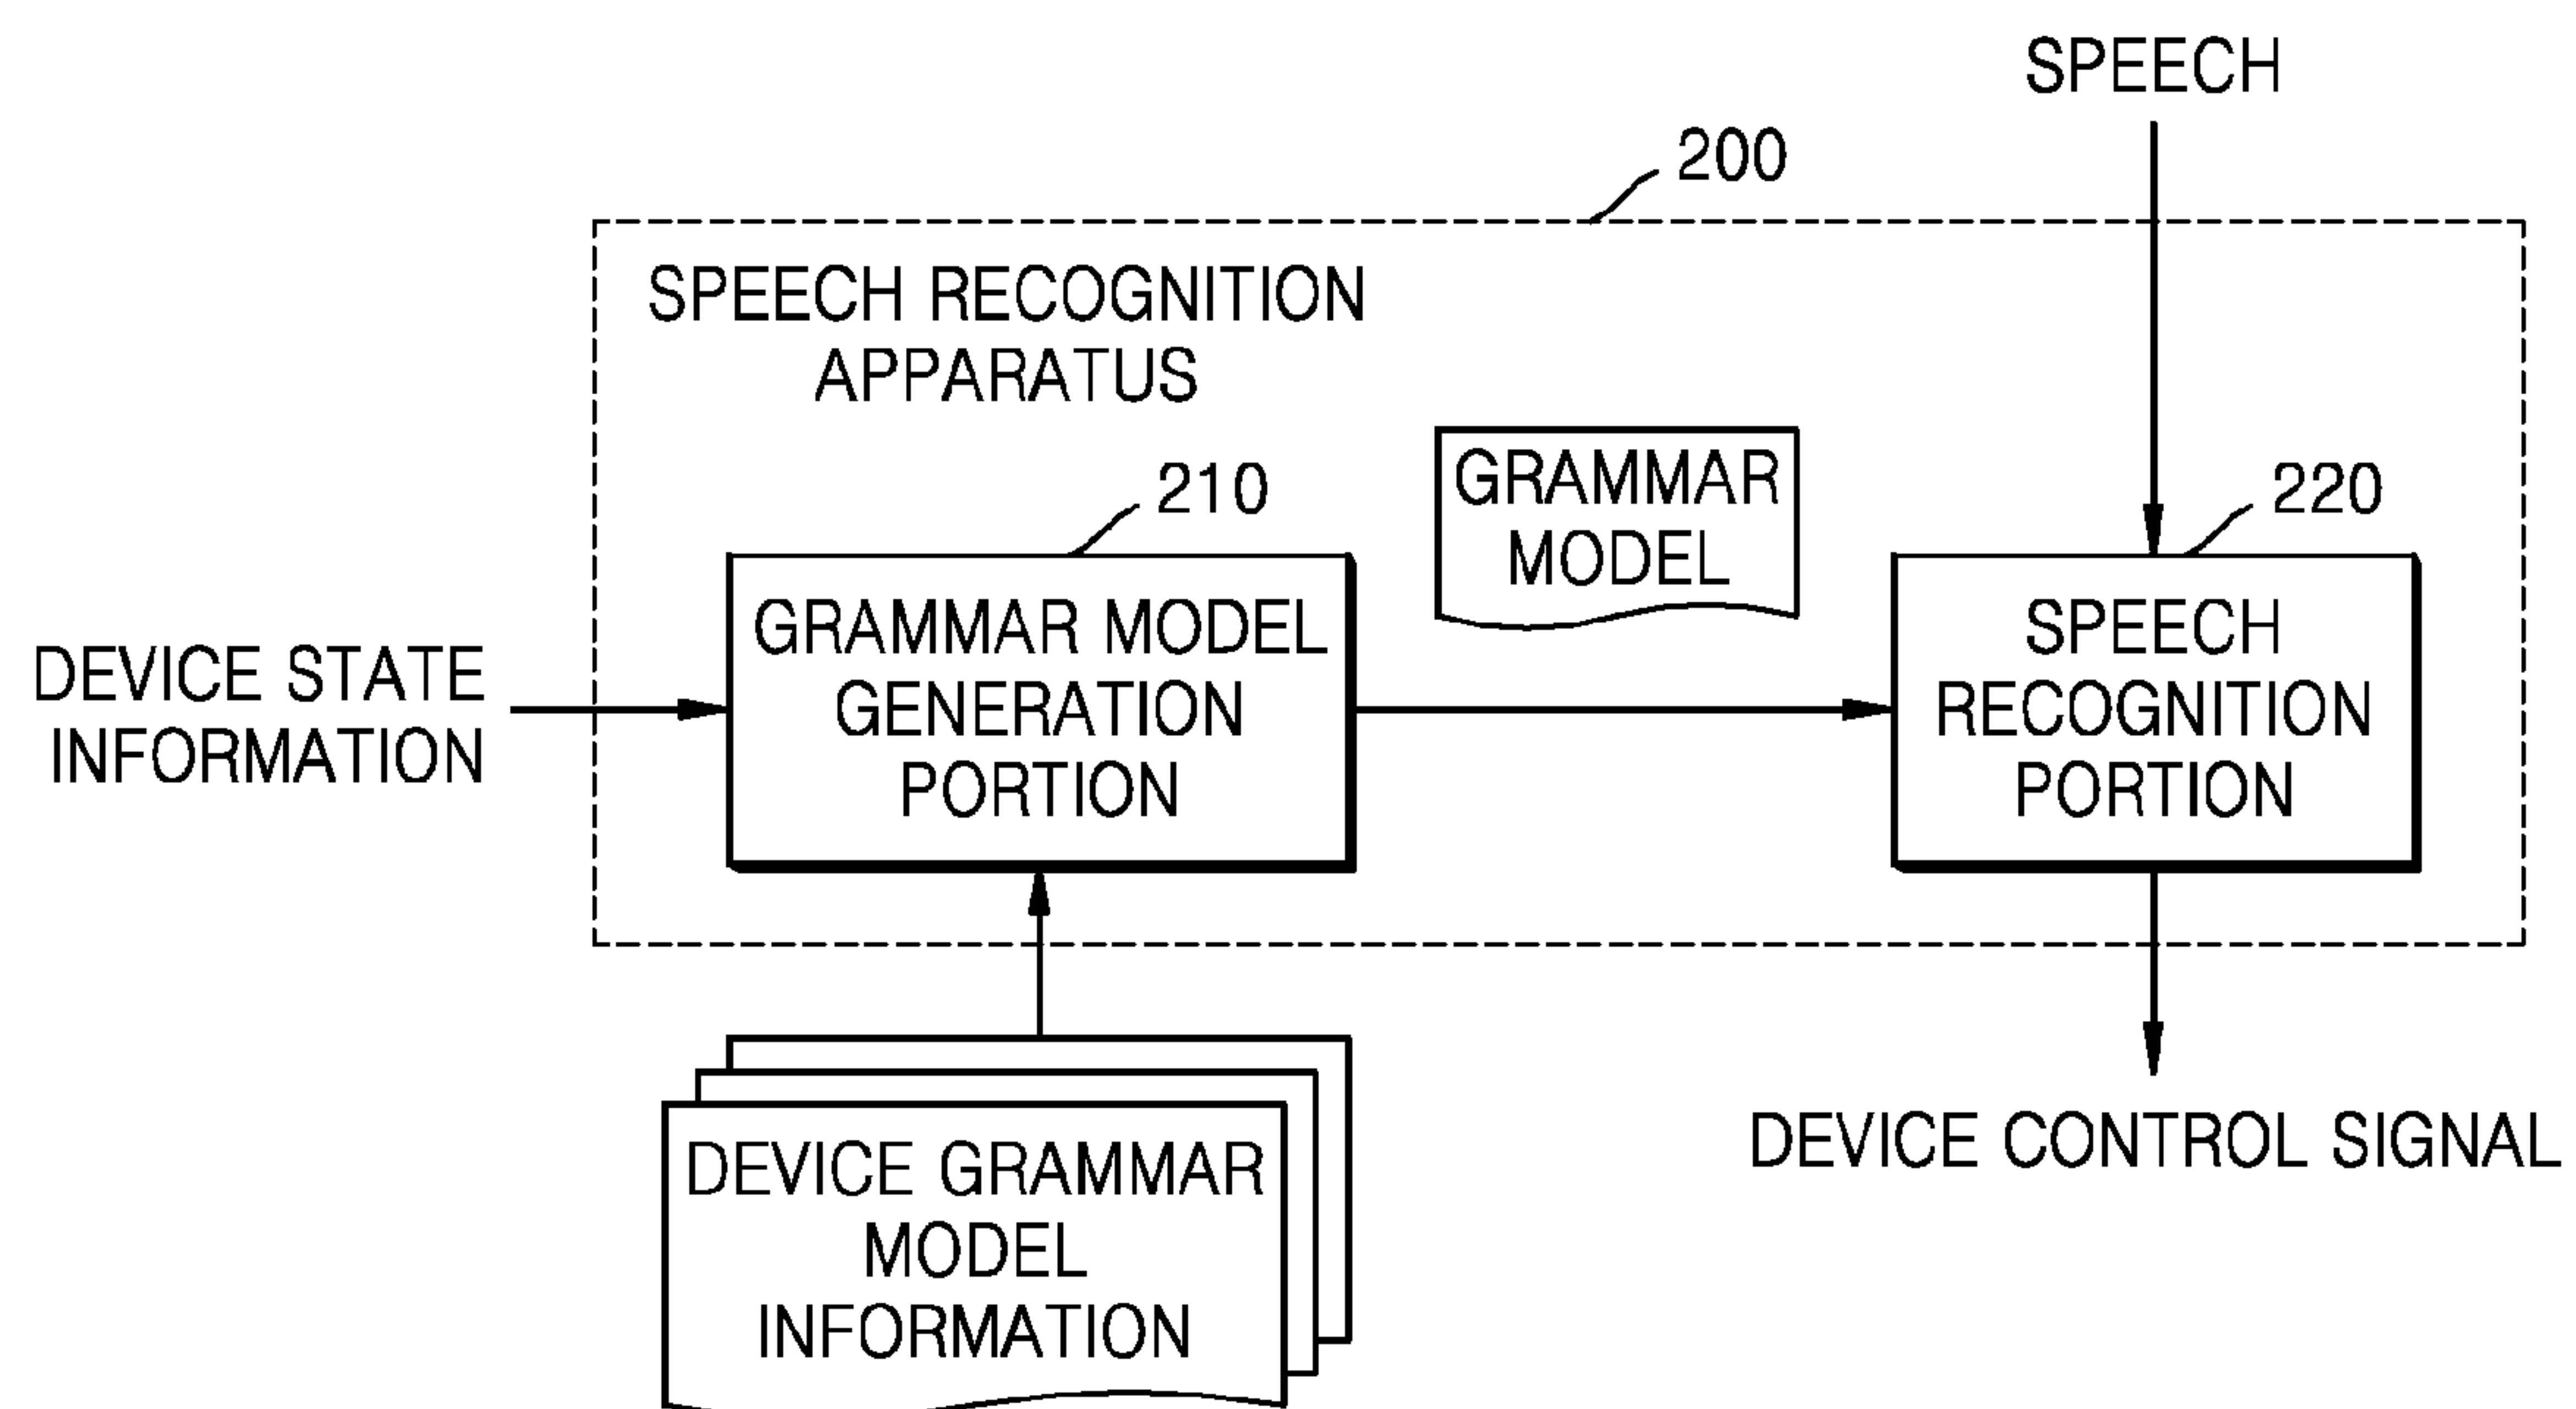 SPEECH
200
SPEECH RECOGNITION
APPARATUS
GRAMMAR
MODEL
210
220
GRAMMAR MODEL
GENERATION
PORTION
SPEECH
RECOGNITION
PORTION
DEVICE STATE
INFORMATION
DEVICE GRAMMAR
MODEL
INFORMATION
DEVICE CONTROL SIGNAL